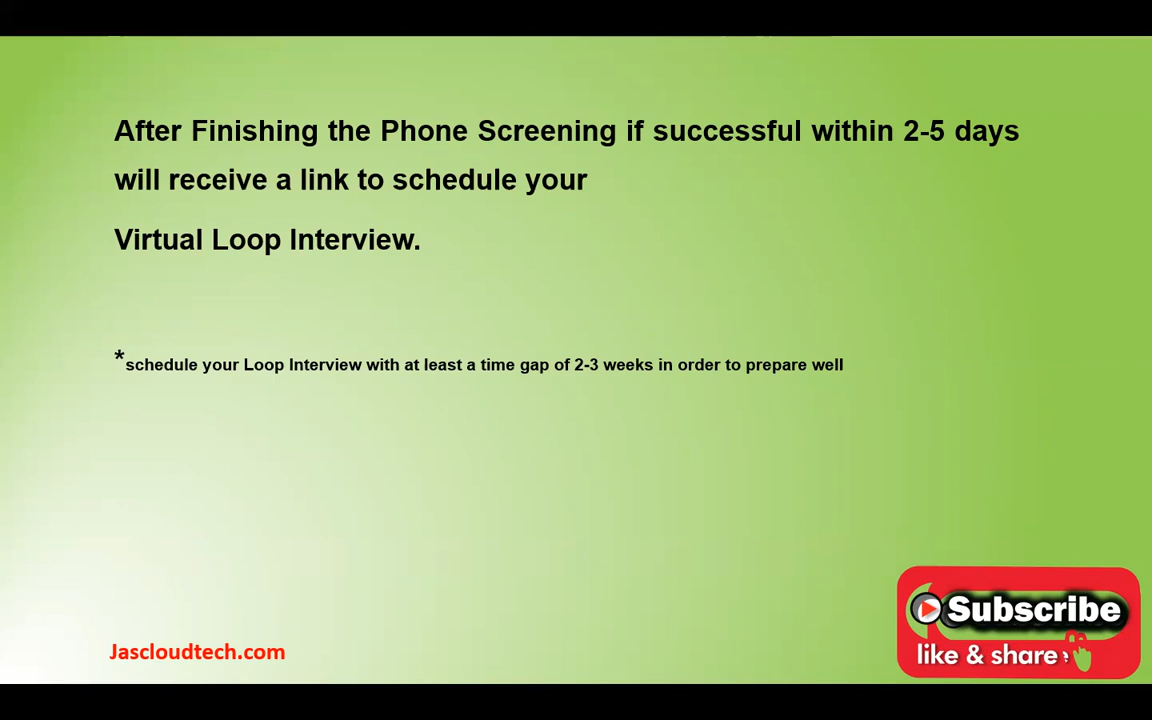 After Finishing the Phone Screening if successful within 2-5 days
will receive a link to schedule your
Virtual Loop Interview.
*schedule your Loop Interview with at least a time gap of 2-3 weeks in order to prepare well
Subscribe
like & share
Jascloudtech.com